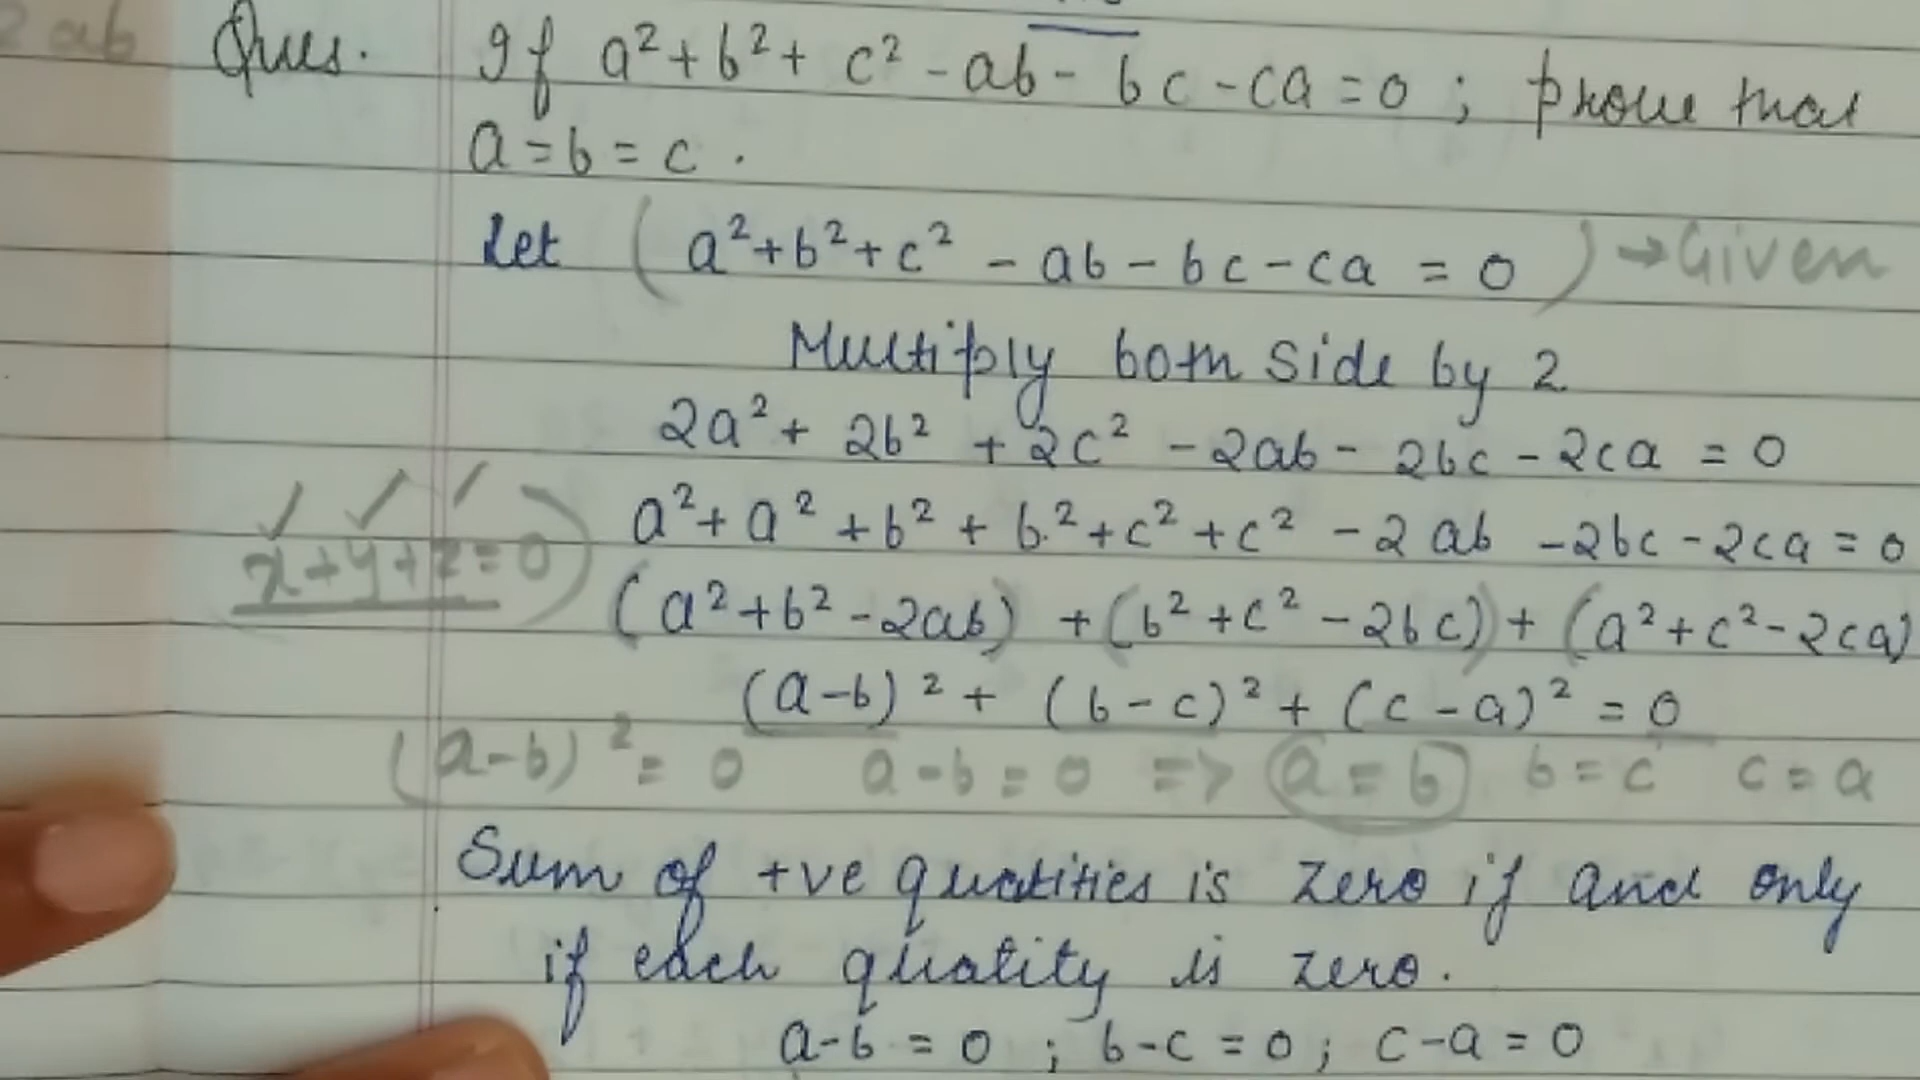 2ab Ques. If a² + b² + c² - ab - bc - ca = 0 ; prove that
a = b = c .
Let ( a² + b² + c² - ab - bc - ca = 0 ) → Given
Multiply both side by 2
2a² + 2b² + 2c² - 2ab - 2bc - 2ca = 0
a² + a² + b² + b² + c² + c² - 2ab - 2bc - 2ca = 0
x + y + z = 0
(a² + b² - 2ab) + (b² + c² - 2bc) + (a² + c² - 2ca)
(a-b)² + (b-c)² + (c-a)² = 0
(a-b)² = 0 a-b = 0 => a = b b = c c = a
Sum of +ve quatities is zero if and only
if each quatity is zero.
a-b = 0 ; b-c = 0 ; c-a = 0